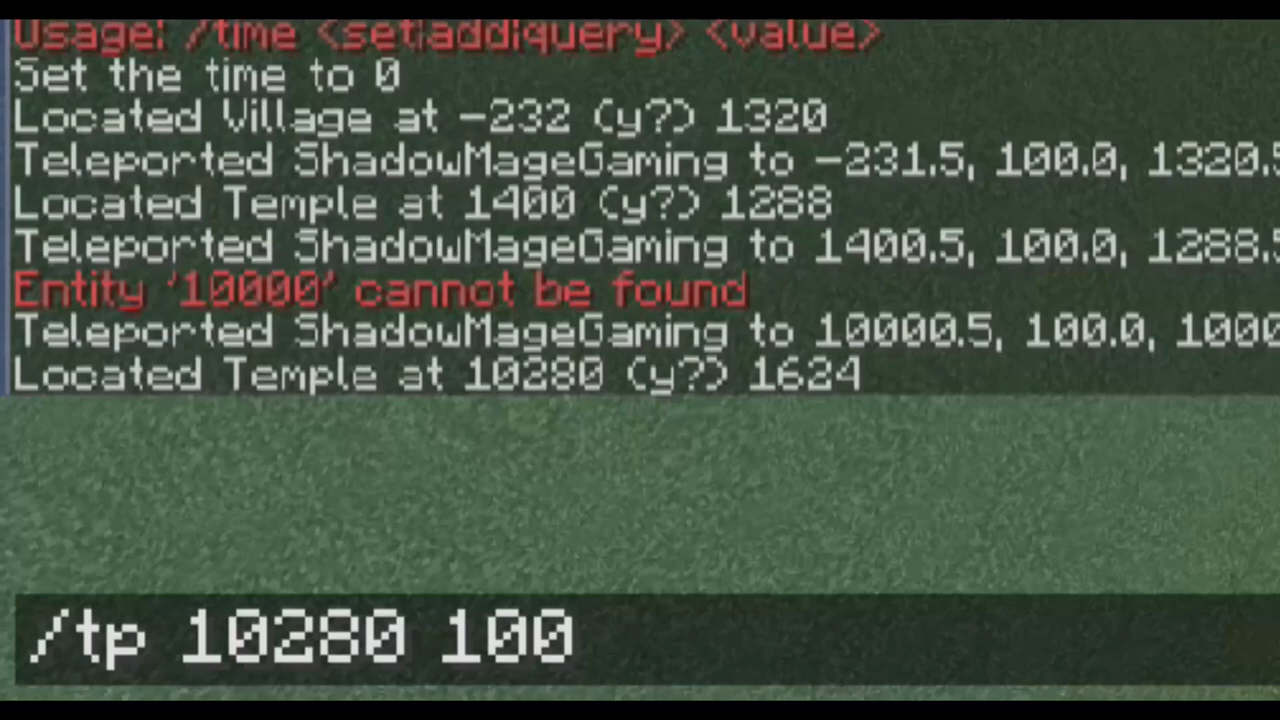 Usage: /time <set|add|query> <value>
Set the time to 0
Located Village at -232 (y?) 1320
Teleported ShadowMageGaming to -231.5, 100.0, 1320.5
Located Temple at 1400 (y?) 1288
Teleported ShadowMageGaming to 1400.5, 100.0, 1288.5
Entity '10000' cannot be found
Teleported ShadowMageGaming to 10000.5, 100.0, 1000
Located Temple at 10280 (y?) 1624
/tp 10280 100